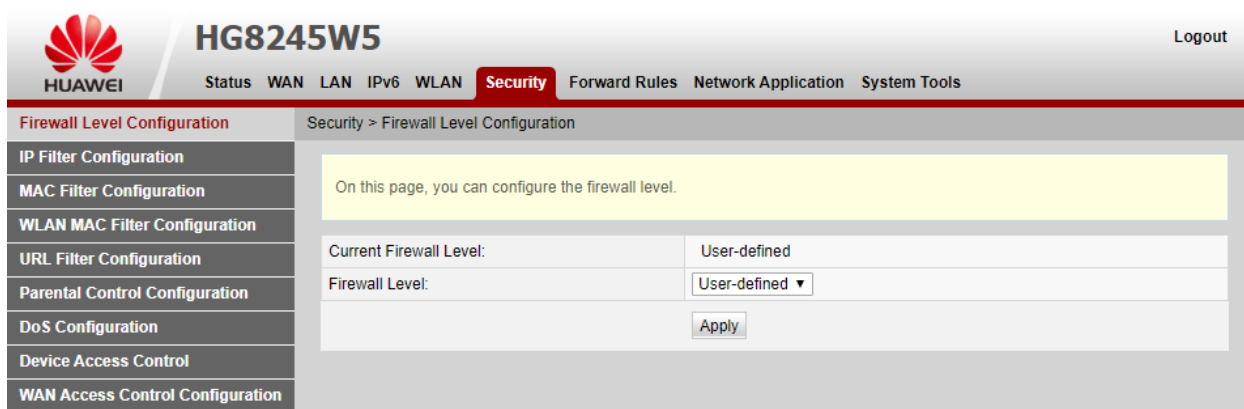 HUAWEI
HG8245W5
Logout
Status WAN LAN IPv6 WLAN Security Forward Rules Network Application System Tools
Firewall Level Configuration
IP Filter Configuration
MAC Filter Configuration
WLAN MAC Filter Configuration
URL Filter Configuration
Parental Control Configuration
DoS Configuration
Device Access Control
WAN Access Control Configuration
Security > Firewall Level Configuration
On this page, you can configure the firewall level.
Current Firewall Level: User-defined
Firewall Level: User-defined ▼
Apply